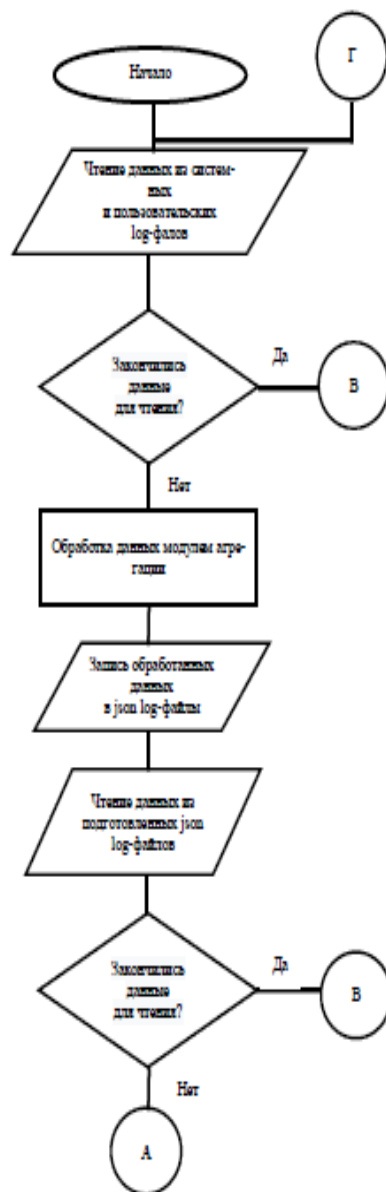 Начало
Г
Чтение данных из систем-
ных
и пользовательских
log-фалов
Закончились
данные
для чтения?
Да
В
Нет
Обработка данных модулем агре-
гации
Запись обработанных
данных
в json log-файлы
Чтение данных из
подготовленных json
log-файлов
Закончились
данные
для чтения?
Да
В
Нет
А